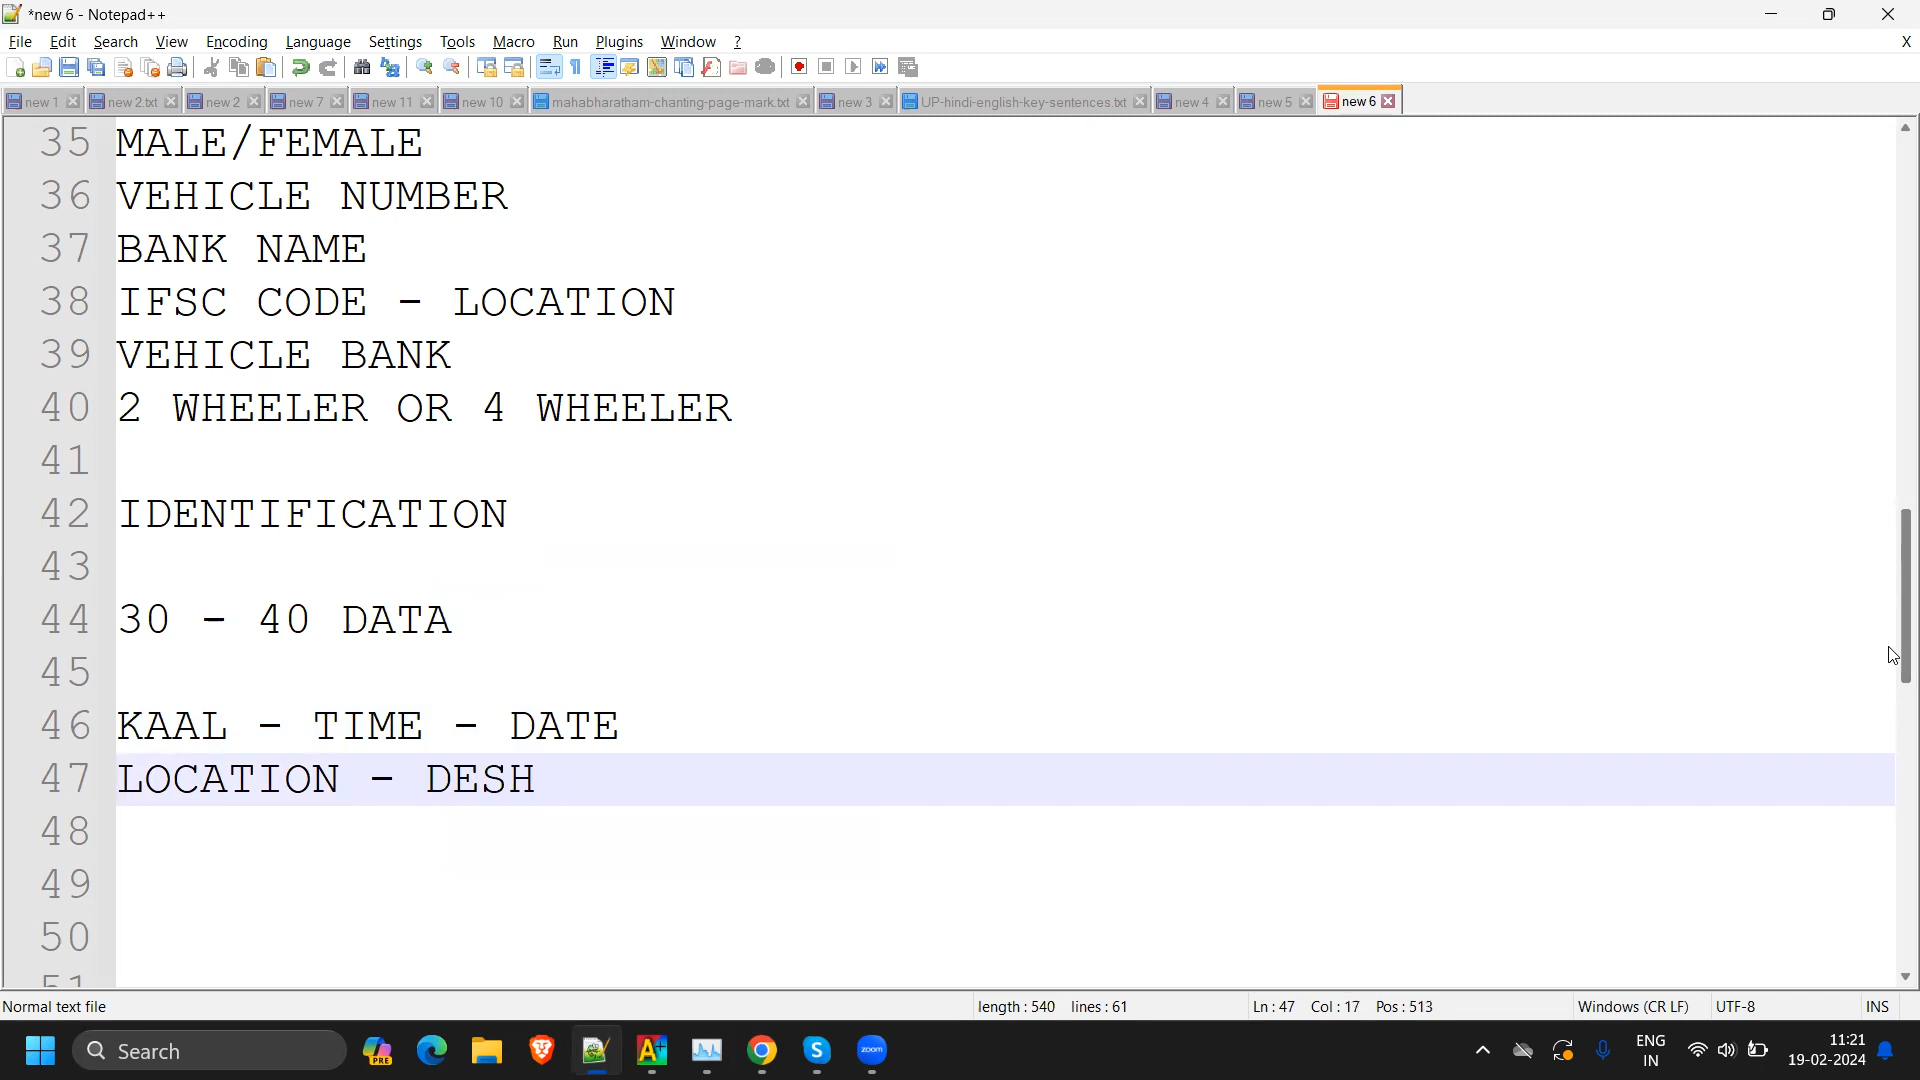 *new 6 - Notepad++
File Edit Search View Encoding Language Settings Tools Macro Run Plugins Window ? X
new 1 new 2.txt new 2 new 7 new 11 new 10 mahabharatham-chanting-page-mark.txt new 3 UP-hindi-english-key-sentences.txt new 4 new 5 new 6
35 MALE/FEMALE
36 VEHICLE NUMBER
37 BANK NAME
38 IFSC CODE - LOCATION
39 VEHICLE BANK
40 2 WHEELER OR 4 WHEELER
41
42 IDENTIFICATION
43
44 30 - 40 DATA
45
46 KAAL - TIME - DATE
47 LOCATION - DESH
48
49
50
51
Normal text file length : 540 lines : 61 Ln : 47 Col : 17 Pos : 513 Windows (CR LF) UTF-8 INS
Search PRE zoom ENG IN 11:21 19-02-2024